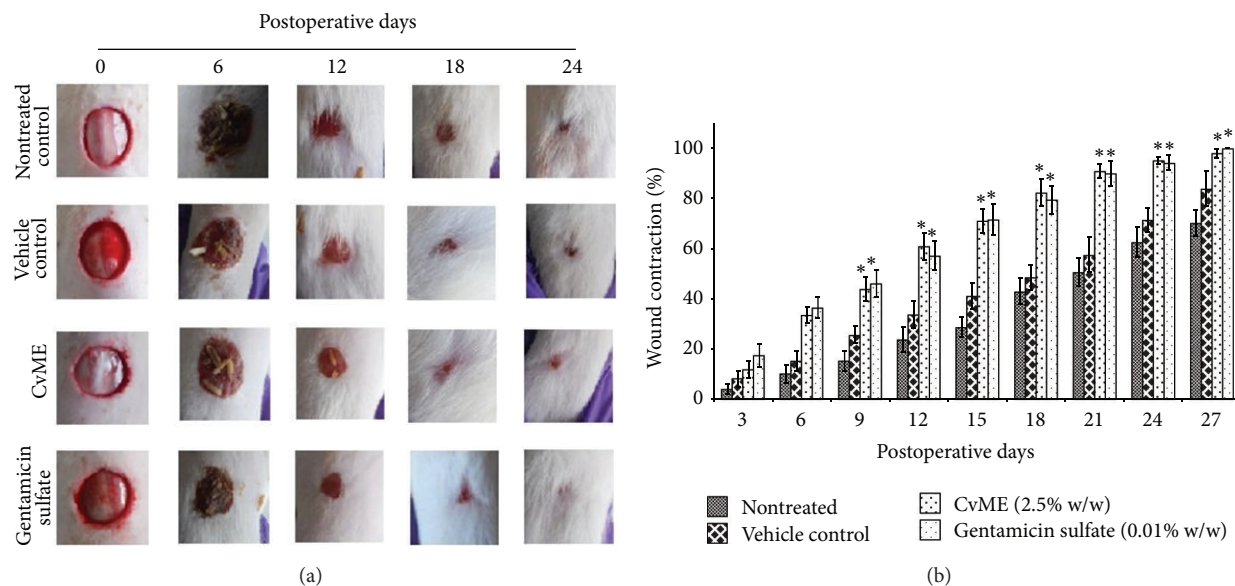 Postoperative days
0 6 12 18 24
Nontreated
control
Vehicle
control
CvME
Gentamicin
sulfate
(a)
Wound contraction (%)
100
80
60
40
20
0
* * * * * * * * * * * * * *
3 6 9 12 15 18 21 24 27
Postoperative days
Nontreated
Vehicle control
CvME (2.5% w/w)
Gentamicin sulfate (0.01% w/w)
(b)